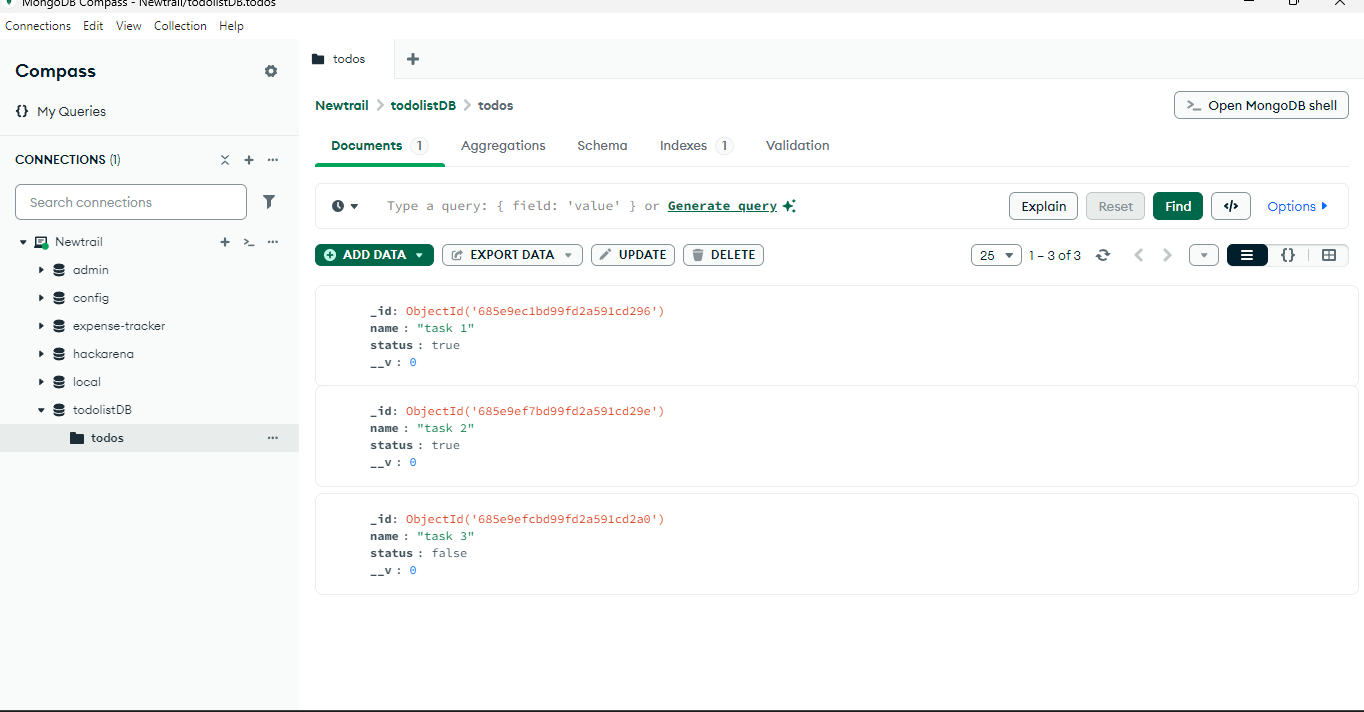 MongoDB Compass - Newtrail/todolistDB.todos
Connections Edit View Collection Help
Compass
{} My Queries
CONNECTIONS (1)
Search connections
Newtrail
admin
config
expense-tracker
hackarena
local
todolistDB
todos
todos
Newtrail > todolistDB > todos
>_ Open MongoDB shell
Documents 1 Aggregations Schema Indexes 1 Validation
Type a query: { field: 'value' } or Generate query
Explain Reset Find </> Options
ADD DATA EXPORT DATA UPDATE DELETE
25 1 – 3 of 3 {}
_id: ObjectId('685e9ec1bd99fd2a591cd296')
name : "task 1"
status : true
__v : 0
_id: ObjectId('685e9ef7bd99fd2a591cd29e')
name : "task 2"
status : true
__v : 0
_id: ObjectId('685e9efcbd99fd2a591cd2a0')
name : "task 3"
status : false
__v : 0